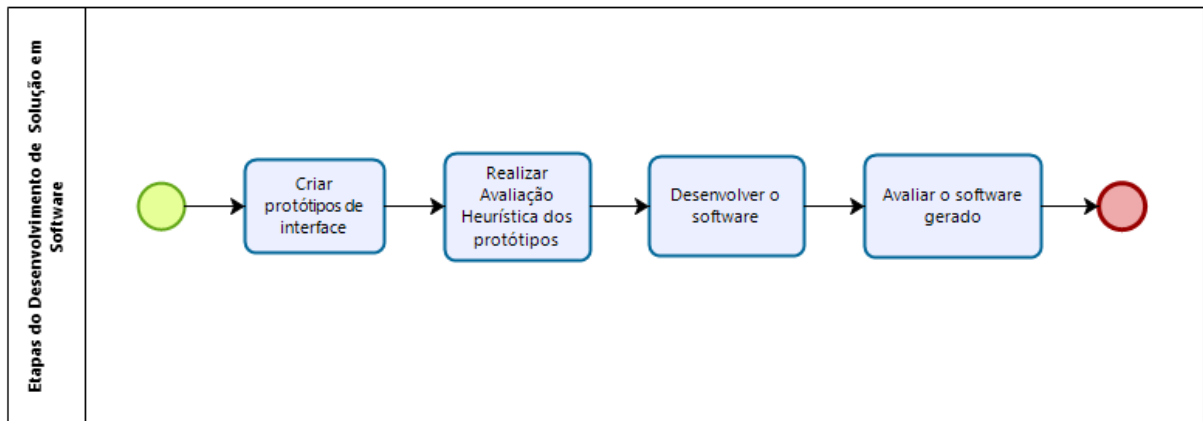 Etapas do Desenvolvimento de Solução em
Software
Criar
protótipos de
interface
Realizar
Avaliação
Heurística dos
protótipos
Desenvolver o
software
Avaliar o software
gerado